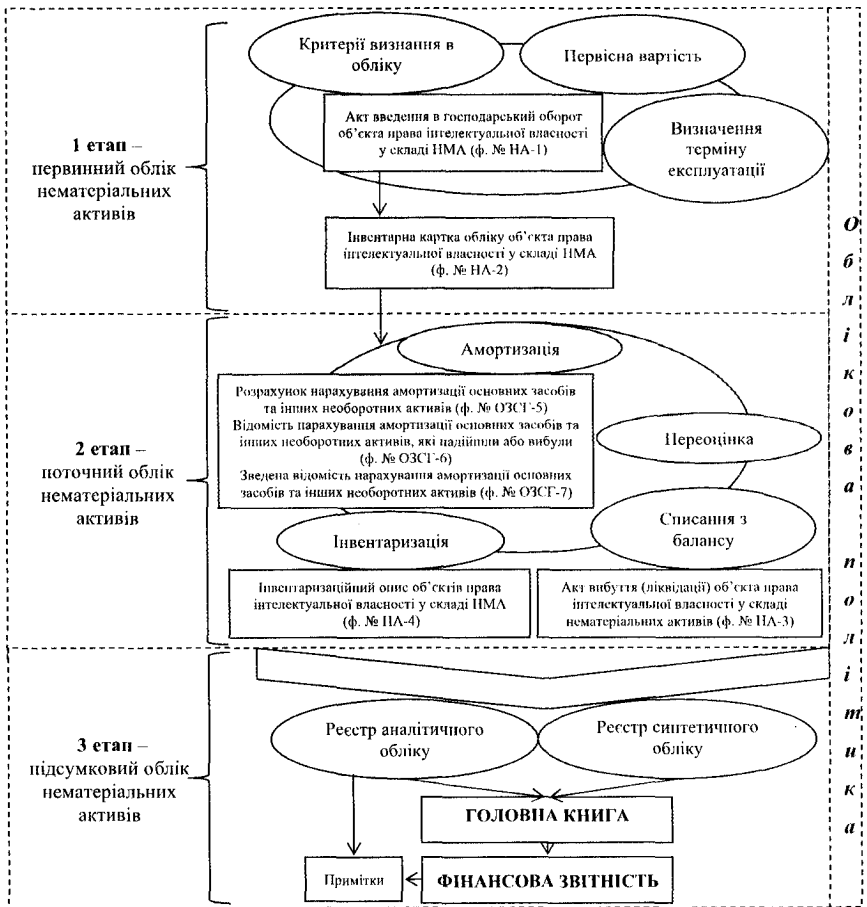 Критерії визнання в
обліку
Первісна вартість
Акт введення в господарський оборот
об'єкта права інтелектуальної власності
у складі НМА (ф. № НА-1)
Визначення
терміну
експлуатації
1 етап –
первинний облік
нематеріальних
активів
Інвентарна картка обліку об'єкта права
інтелектуальної власності у складі НМА
(ф. № НА-2)
Амортизація
Розрахунок нарахування амортизації основних засобів
та інших необоротних активів (ф. № ОЗСГ-5)
Відомість нарахування амортизації основних засобів та
інших необоротних активів, які надійшли або вибули
(ф. № ОЗСГ-6)
Зведена відомість нарахування амортизації основних
засобів та інших необоротних активів (ф. № ОЗСГ-7)
Переоцінка
2 етап –
поточний облік
нематеріальних
активів
Інвентаризація
Списання з
балансу
Інвентаризаційний опис об'єктів права
інтелектуальної власності у складі НМА
(ф. № НА-4)
Акт вибуття (ліквідації) об'єкта права
інтелектуальної власності у складі
нематеріальних активів (ф. № НА-3)
3 етап –
підсумковий облік
нематеріальних
активів
Реєстр аналітичного
обліку
Реєстр синтетичного
обліку
ГОЛОВНА КНИГА
Примітки
ФІНАНСОВА ЗВІТНІСТЬ
Облікова політика